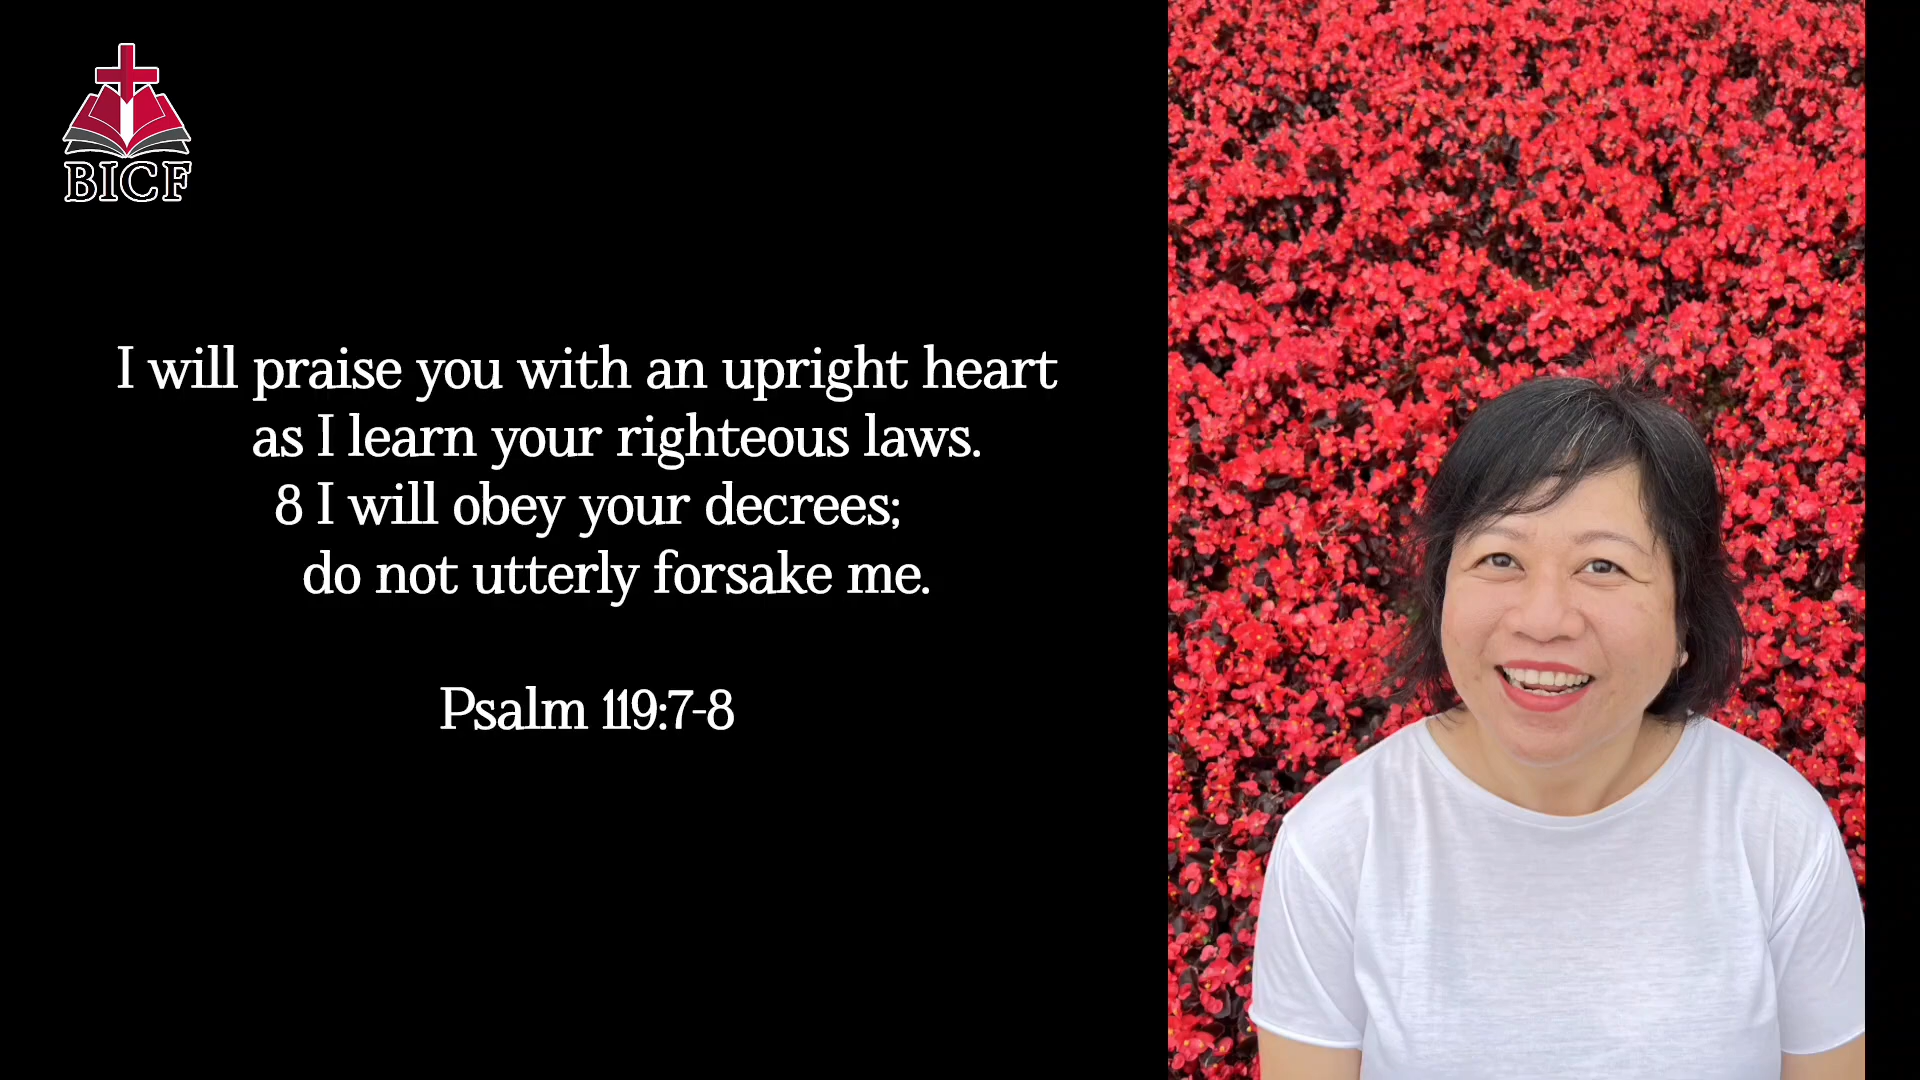 BICF
I will praise you with an upright heart
as I learn your righteous laws.
8 I will obey your decrees;
do not utterly forsake me.
Psalm 119:7-8